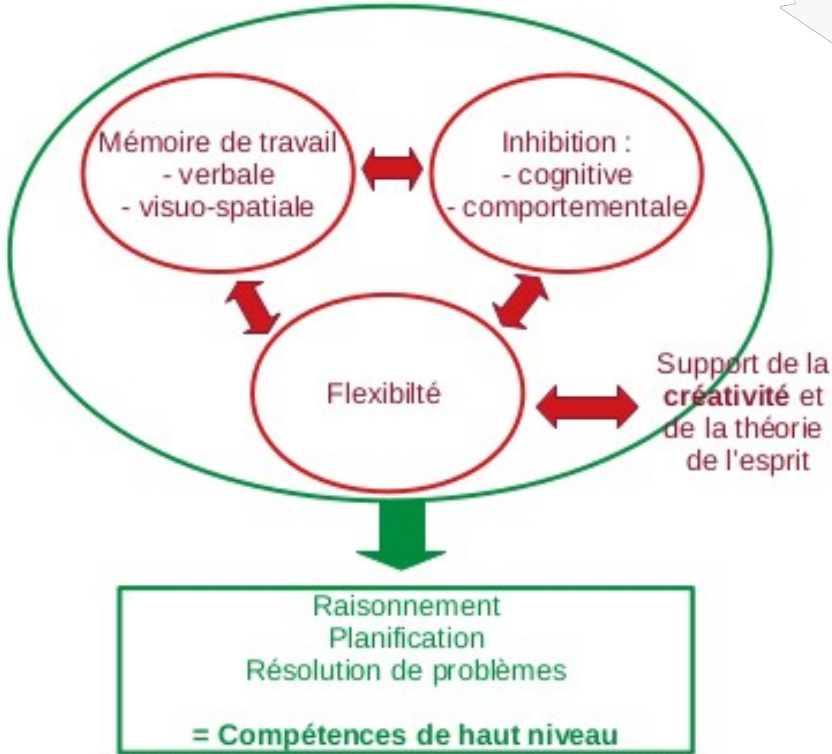 Mémoire de travail
- verbale
- visuo-spatiale
Inhibition :
- cognitive
- comportementale
Flexibilté
Support de la
créativité et
de la théorie
de l'esprit
Raisonnement
Planification
Résolution de problèmes
= Compétences de haut niveau